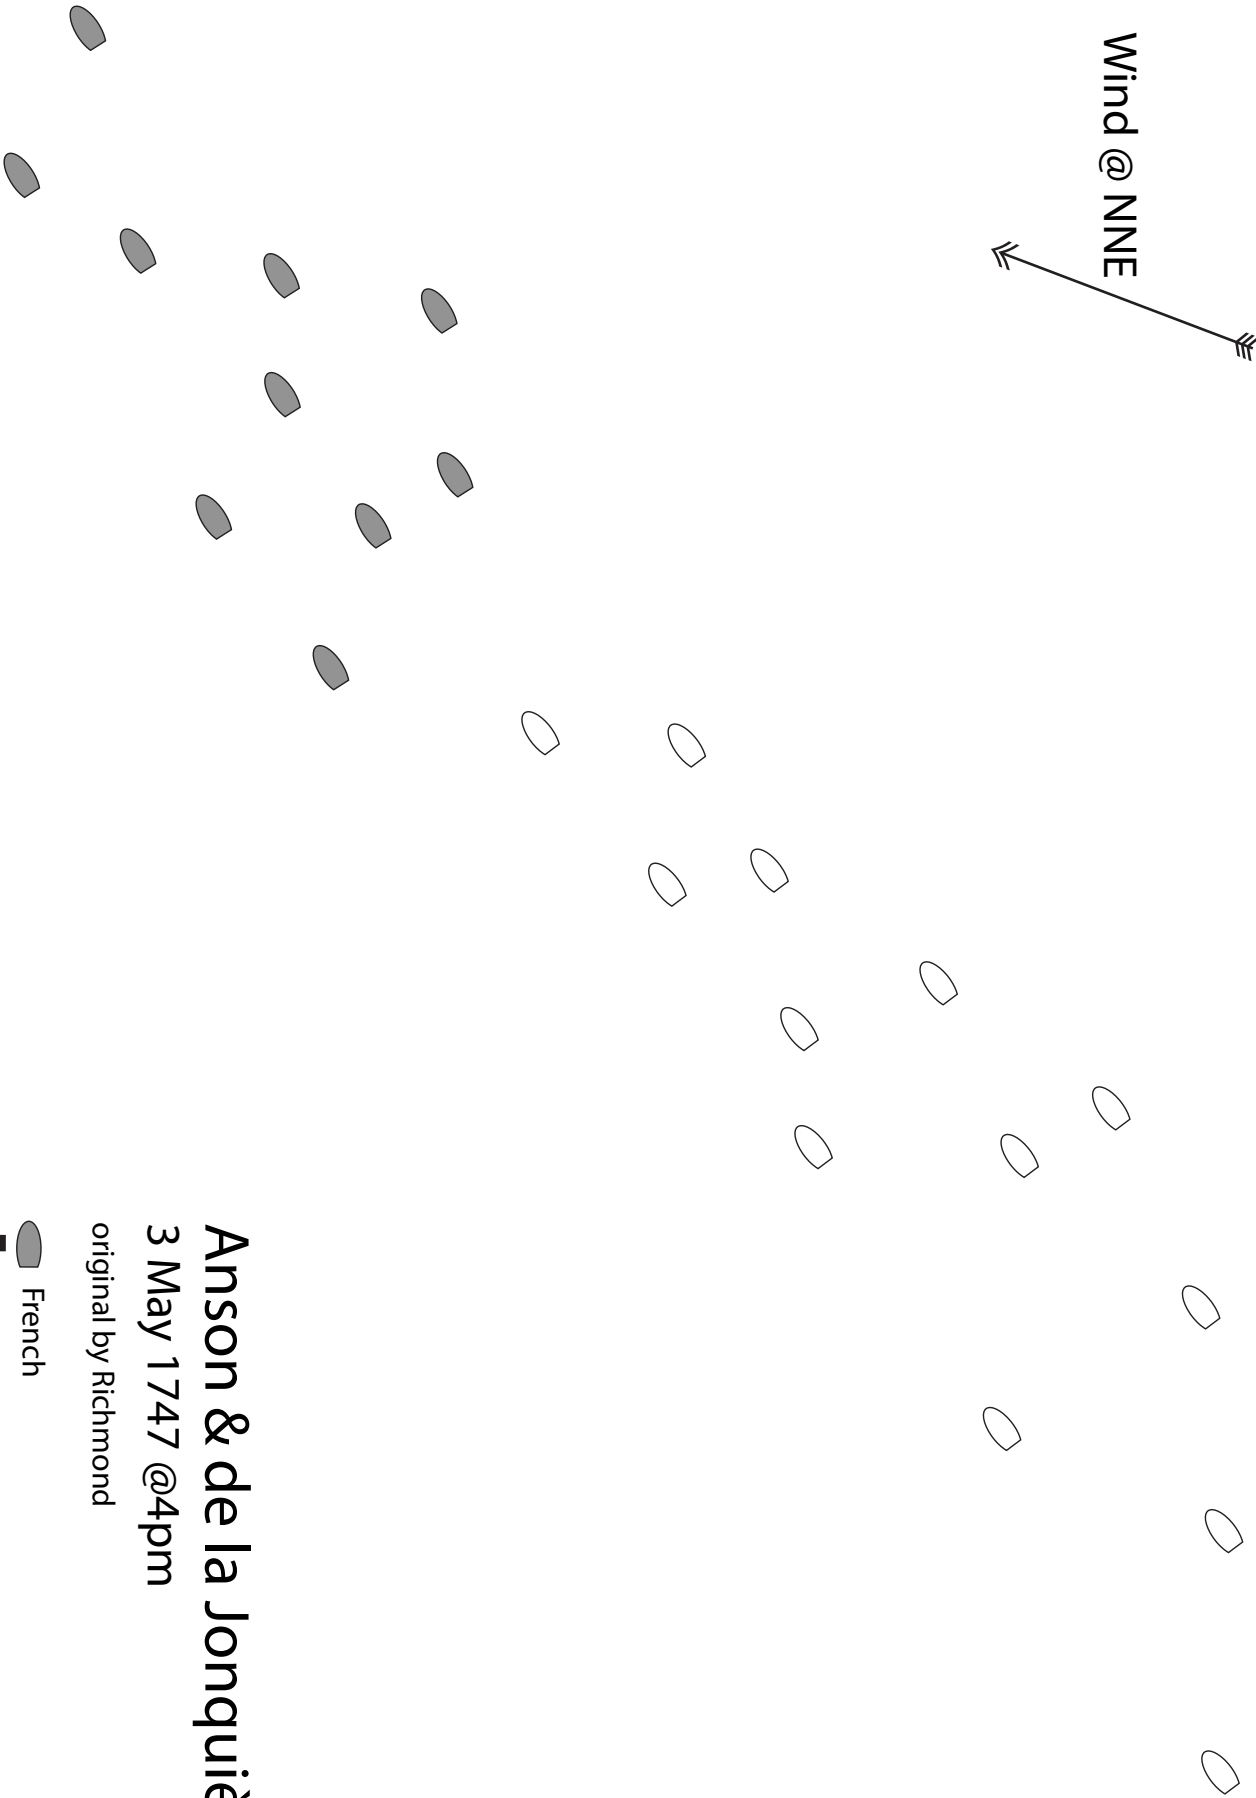 Wind @ NNE
Anson & de la Jonquiè
3 May 1747 @4pm
original by Richmond
French